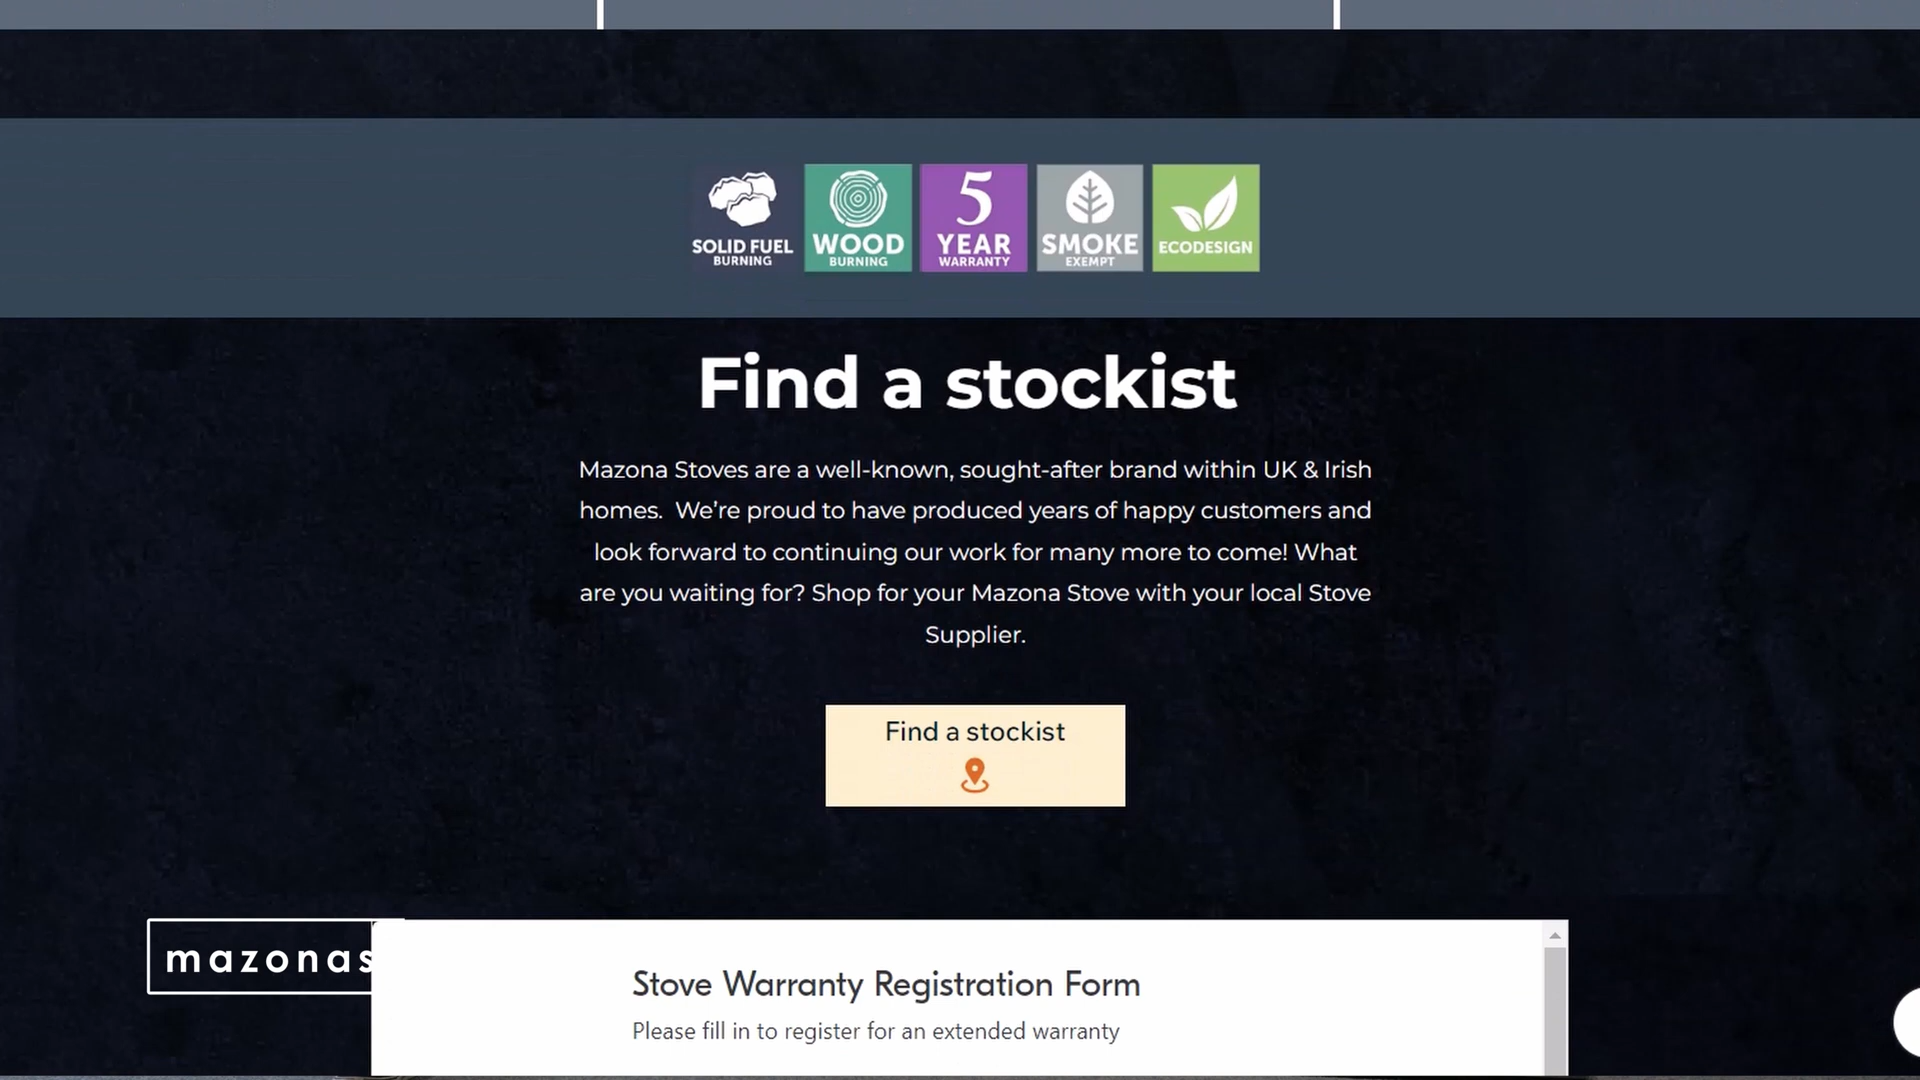 SOLID FUEL
BURNING
WOOD
BURNING
5
YEAR
WARRANTY
SMOKE
EXEMPT
ECODESIGN
Find a stockist
Mazona Stoves are a well-known, sought-after brand within UK & Irish
homes.  We’re proud to have produced years of happy customers and
look forward to continuing our work for many more to come! What
are you waiting for? Shop for your Mazona Stove with your local Stove
Supplier.
Find a stockist
mazonas
Stove Warranty Registration Form
Please fill in to register for an extended warranty